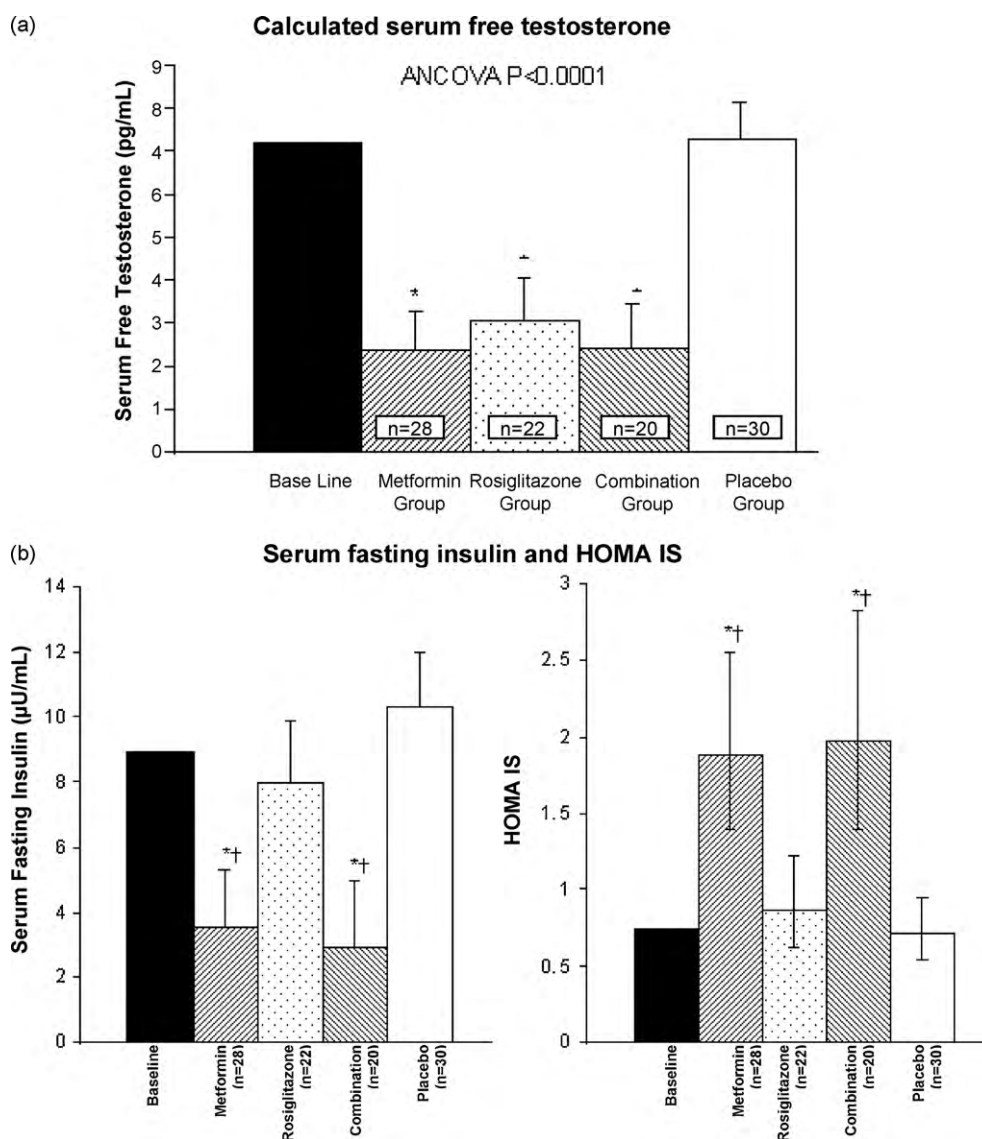 (a)
Calculated serum free testosterone
ANCOVA P<0.0001
Serum Free Testosterone (pg/mL)
9
8
4
6
5
4
3
2
1
0
*
n=28
n=22
n=20
n=30
Base Line
Metformin Group
Rosiglitazone Group
Combination Group
Placebo Group
(b)
Serum fasting insulin and HOMA IS
Serum Fasting Insulin (µU/mL)
14
12
10
8
6
4
2
0
*†
*†
Baseline
Metformin (n=28)
Rosiglitazone (n=22)
Combination (n=20)
Placebo (n=30)
HOMA IS
3
2.5
2
1.5
1
0.5
0
*†
*†
Baseline
Metformin (n=28)
Rosiglitazone (n=22)
Combination (n=20)
Placebo (n=30)